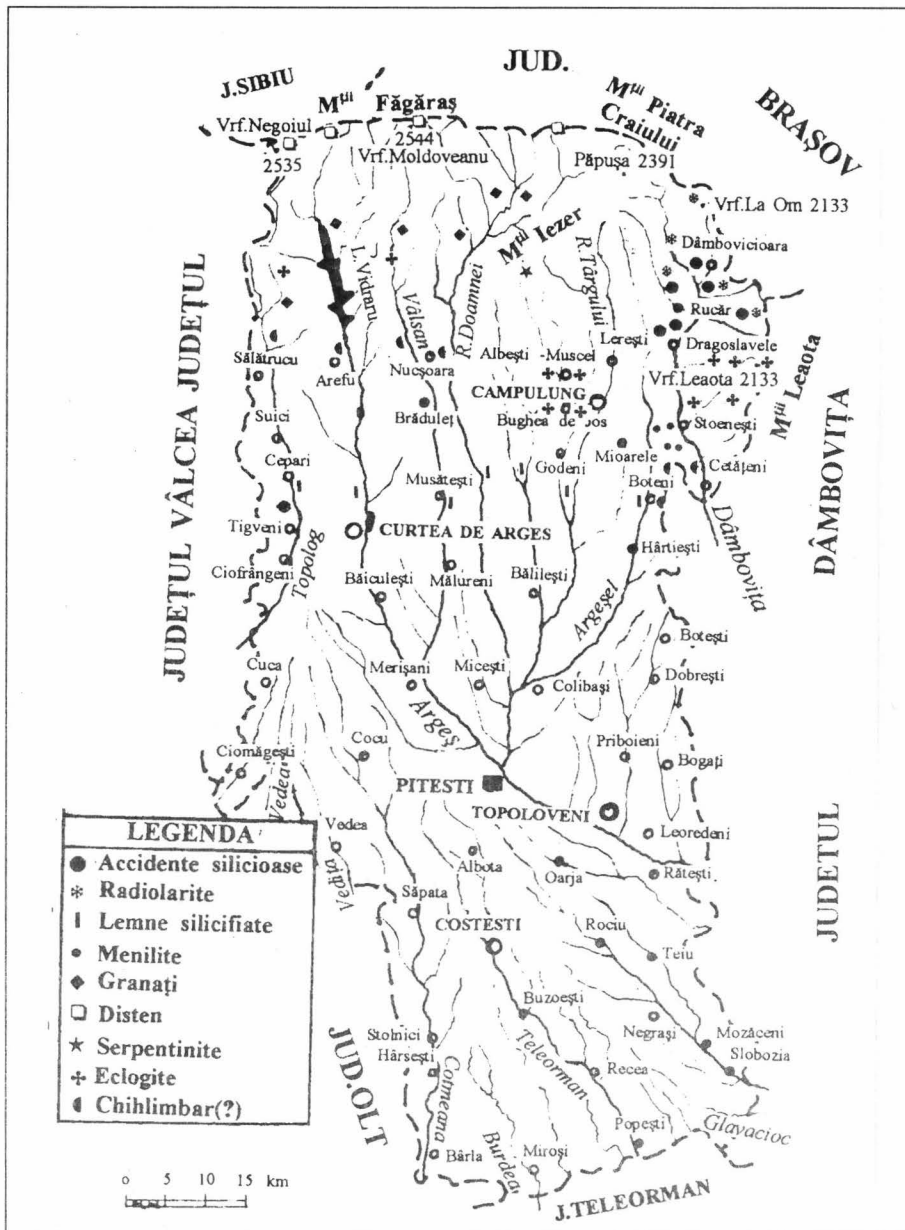 JUD.
J.SIBIU
Mții Făgăraș
Mții Piatra
Craiului
BRAȘOV
Vrf.Negoiul
2535
2544
Vrf.Moldoveanu
Păpușa 2391
Vrf.La Om 2133
Mții Iezer
R.Târgului
Dâmbovicioara
L.Vidraru
Vâlsan
R.Doamnei
Rucăr
Lerești
Dragoslavele
Albești -Muscel
Sălătrucu
Arefu
Nucșoara
Vrf.Leaota 2133
Mții Leaota
CAMPULUNG
Brăduleț
Bughea de Jos
Suici
Stoenești
Mioarele
Cepari
Godeni
Cetățeni
Musătești
Boteni
JUDEȚUL VÂLCEA JUDEȚUL
DÂMBOVIȚA
Tigveni
CURTEA DE ARGES
Dâmbovița
Hârtiești
Ciofrângeni
Topolog
Băiculești
Mălureni
Bălilești
Argeșel
Botești
Cuca
Merișani
Micești
Colibași
Dobrești
Argeș
Ciomăgești
Cocu
Priboieni
Bogați
Vedea
PITESTI
TOPOLOVENI
JUDETUL
Vedea
Leoredeni
Vedița
Albota
Oarja
Rătești
Săpata
COSTESTI
Rociu
Teiu
Buzoești
Negrași
Mozăceni
Stolnici
Slobozia
Hârsești
Teleorman
Recea
JUD.OLT
Cotmeana
Popești
Glavacioc
Bârla
Burdea
Miroși
J.TELEORMAN
LEGENDA
Accidente silicioase
Radiolarite
Lemne silicifiate
Menilite
Granați
Disten
Serpentinite
Eclogite
Chihlimbar(?)
0 5 10 15 km